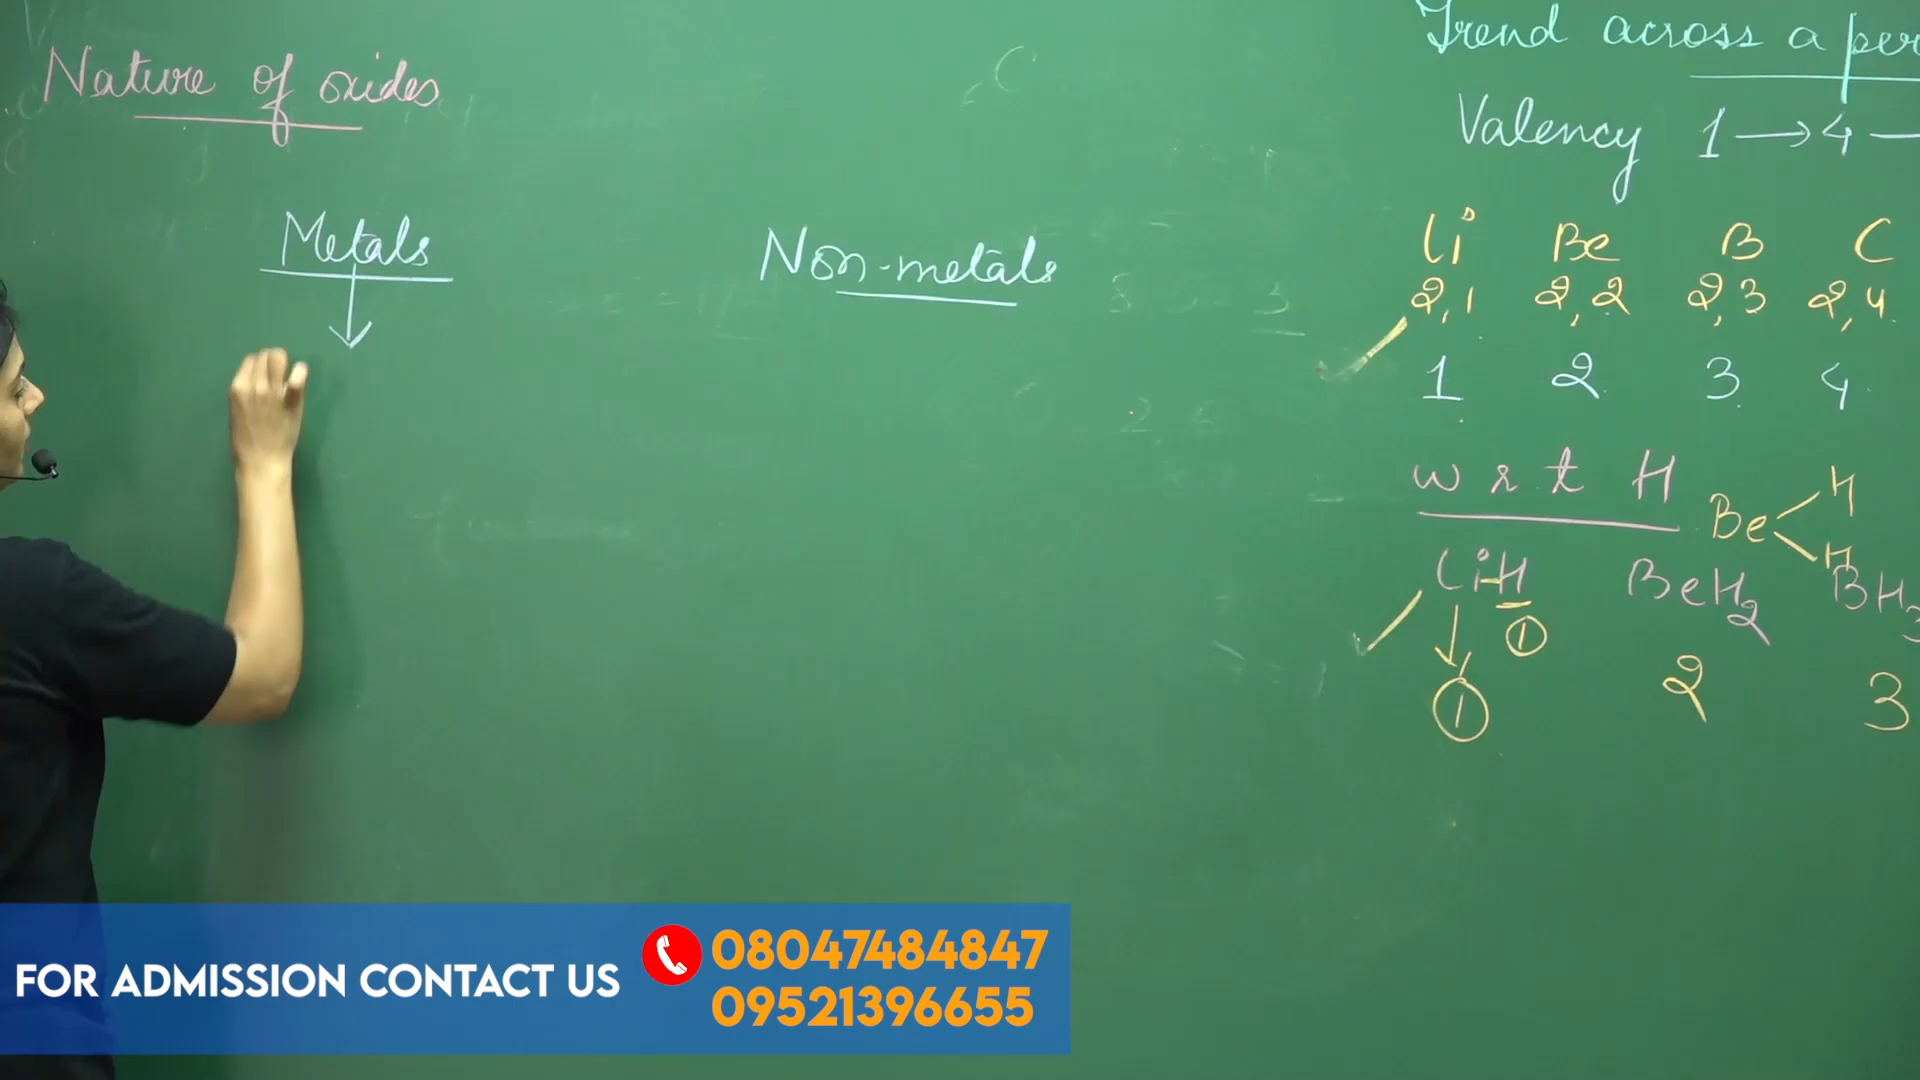 Nature of oxides
Metals
Non-metals
Trend across a per
Valency 1 → 4 –
Li Be B C
2,1 2,2 2,3 2,4
1 2 3 4
w r t H
Be H
H
LiH BeH2 BH3
1
1 2 3
FOR ADMISSION CONTACT US
08047484847
09521396655